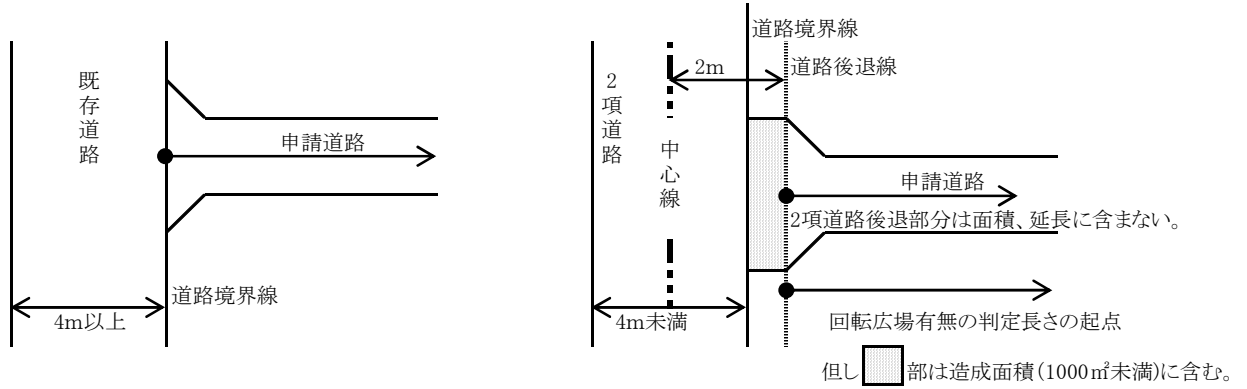 既存道路
申請道路
道路境界線
4m以上
道路境界線
2m
道路後退線
2項道路
中心線
申請道路
2項道路後退部分は面積、延長に含まない。
4m未満
回転広場有無の判定長さの起点
但し 部は造成面積(1000㎡未満)に含む。